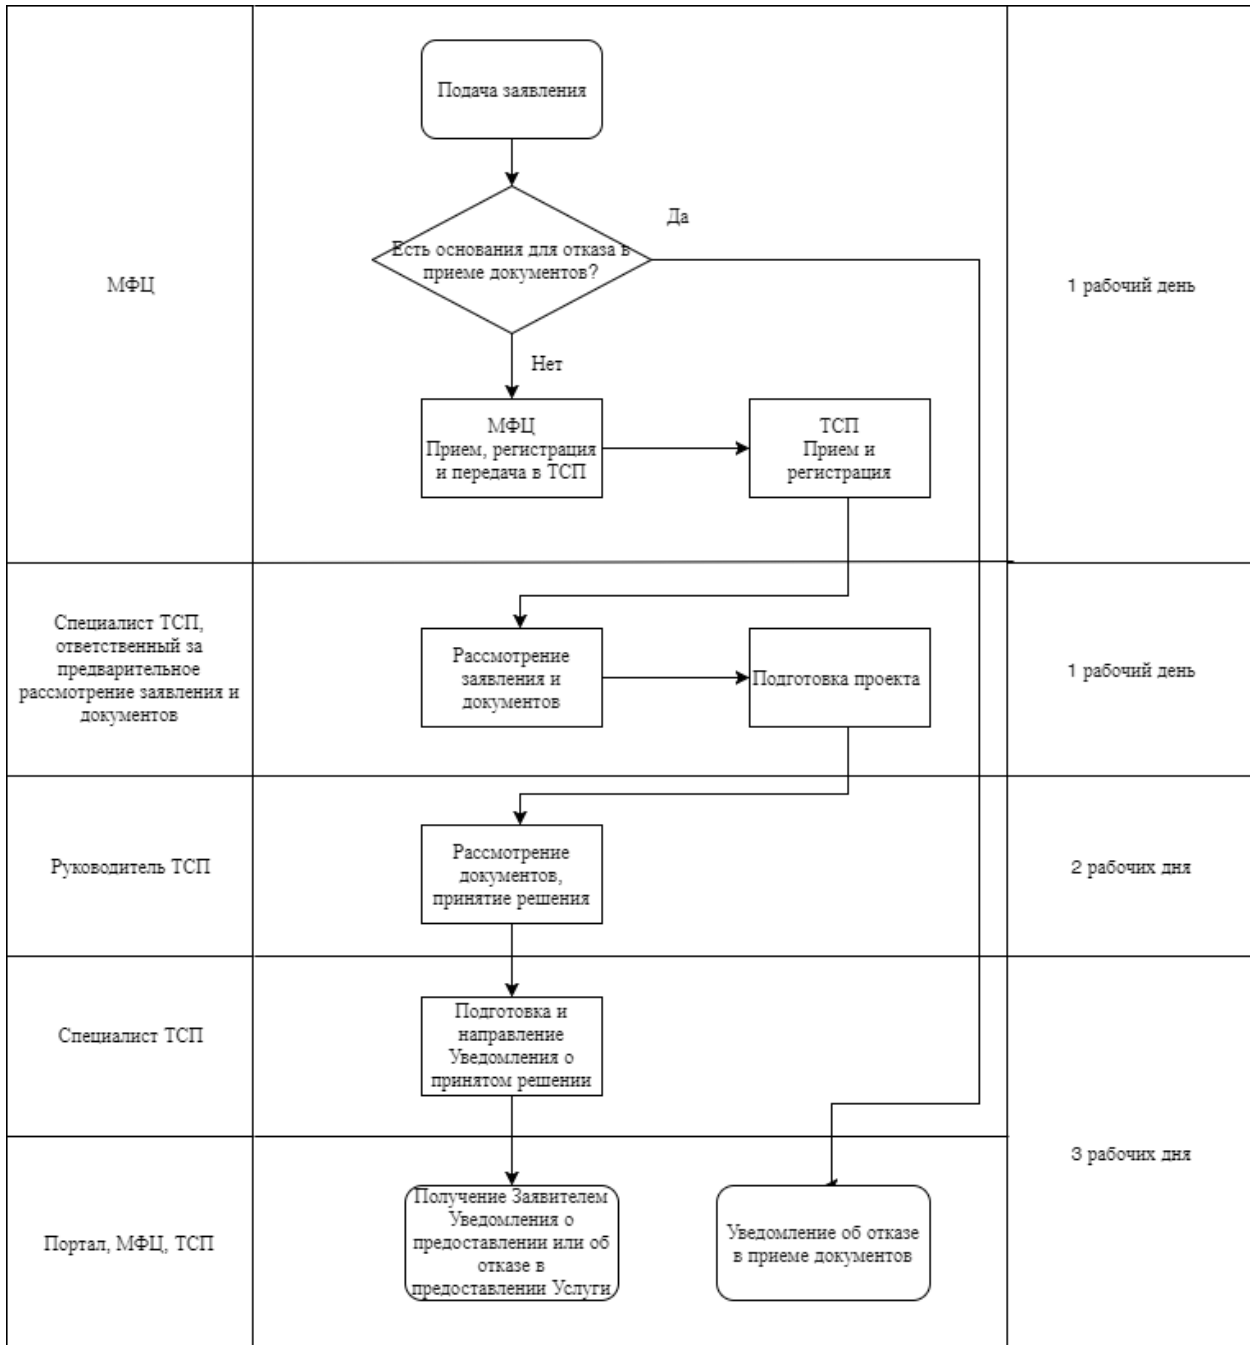 Подача заявления
Да
Есть основания для отказа в
приеме документов?
МФЦ
1 рабочий день
Нет
МФЦ
Прием, регистрация
и передача в ТСП
ТСП
Прием и
регистрация
Специалист ТСП,
ответственный за
предварительное
рассмотрение заявления и
документов
Рассмотрение
заявления и
документов
Подготовка проекта
1 рабочий день
Руководитель ТСП
Рассмотрение
документов,
принятие решения
2 рабочих дня
Специалист ТСП
Подготовка и
направление
Уведомления о
принятом решении
3 рабочих дня
Портал, МФЦ, ТСП
Получение Заявителем
Уведомления о
предоставлении или об
отказе в
предоставлении Услуги
Уведомление об отказе
в приеме документов